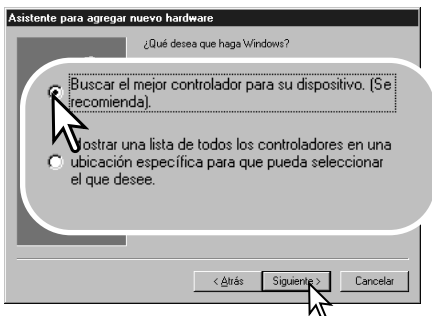 Asistente para agregar nuevo hardware
¿Qué desea que haga Windows?
Buscar el mejor controlador para su dispositivo. (Se
recomienda).
Mostrar una lista de todos los controladores en una
ubicación específica para que pueda seleccionar
el que desee.
< Atrás Siguiente > Cancelar